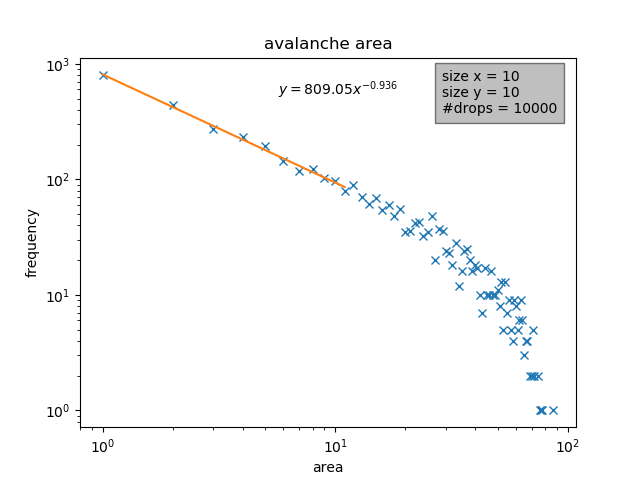 avalanche area
size x = 10
size y = 10
#drops = 10000
y = 809.05x^{-0.936}
frequency
10^3
10^2
10^1
10^0
10^0 10^1 10^2
area